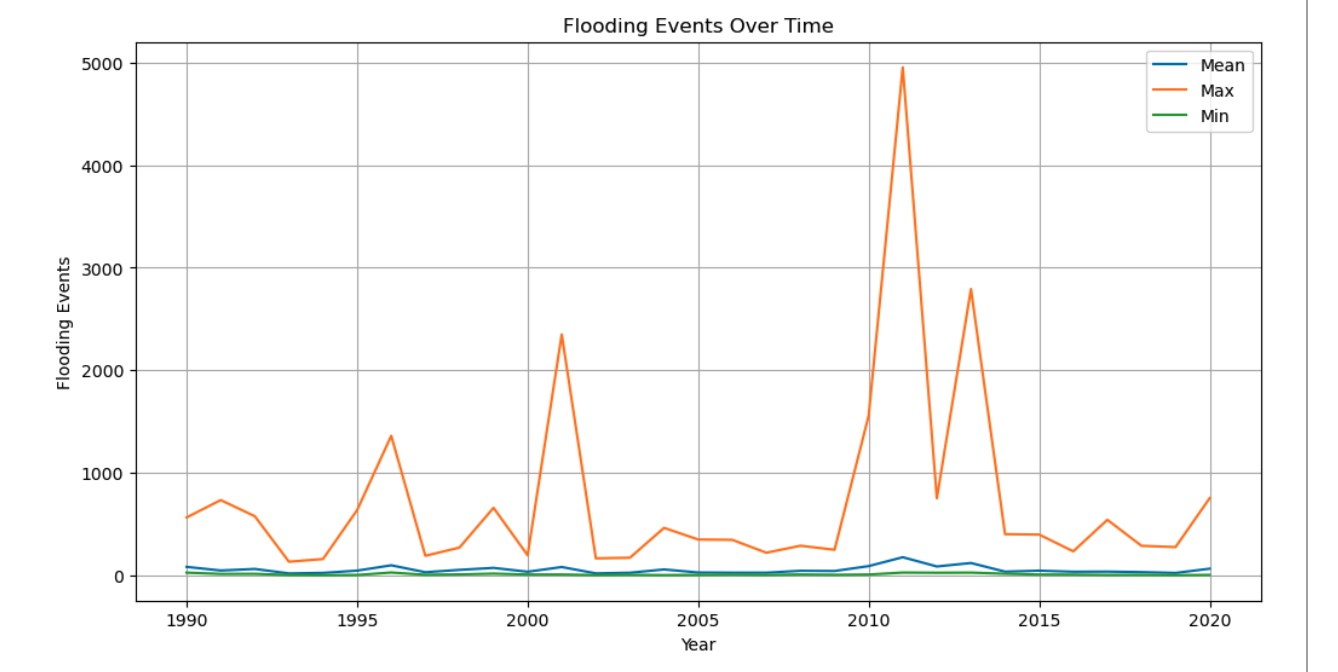 Flooding Events Over Time
Flooding Events
5000
4000
3000
2000
1000
0
Mean
Max
Min
1990 1995 2000 2005 2010 2015 2020
Year